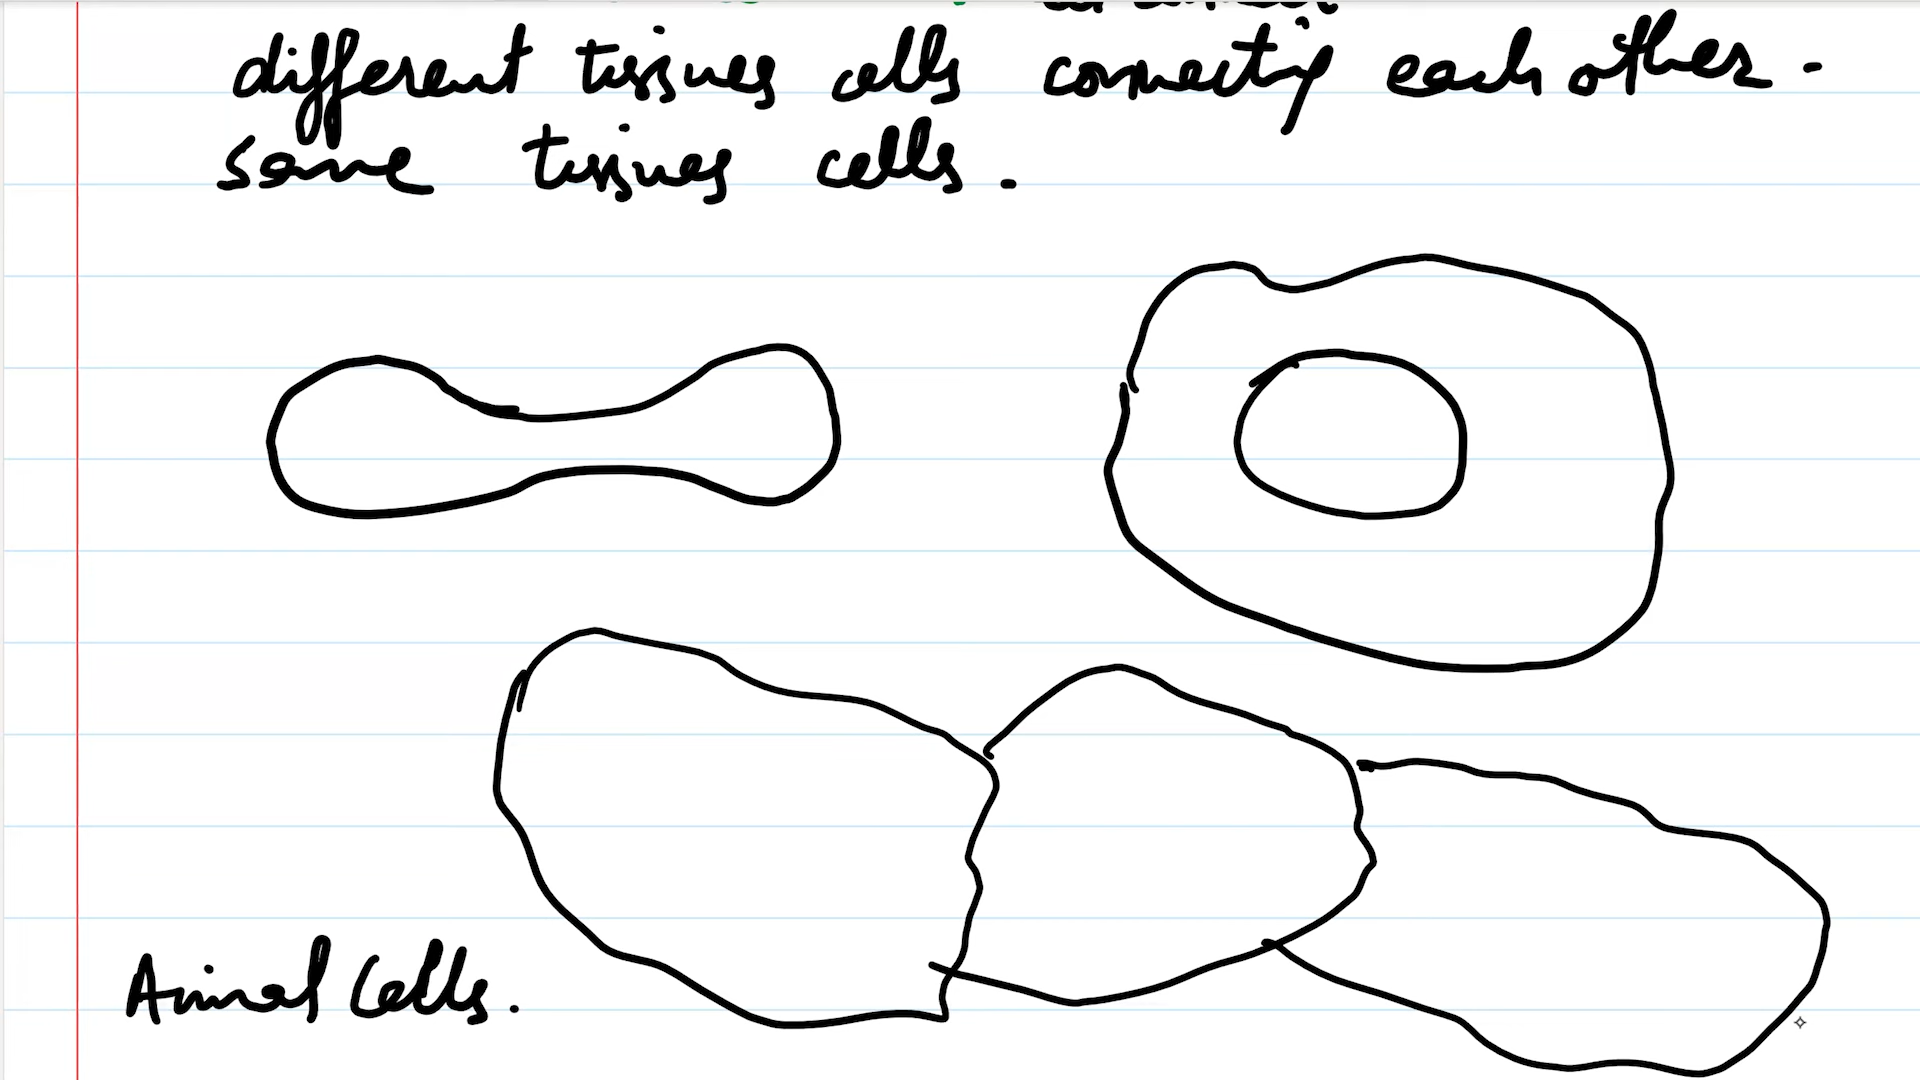 different tissues cells connecting each other.
same tissues cells.
Animal Cells.